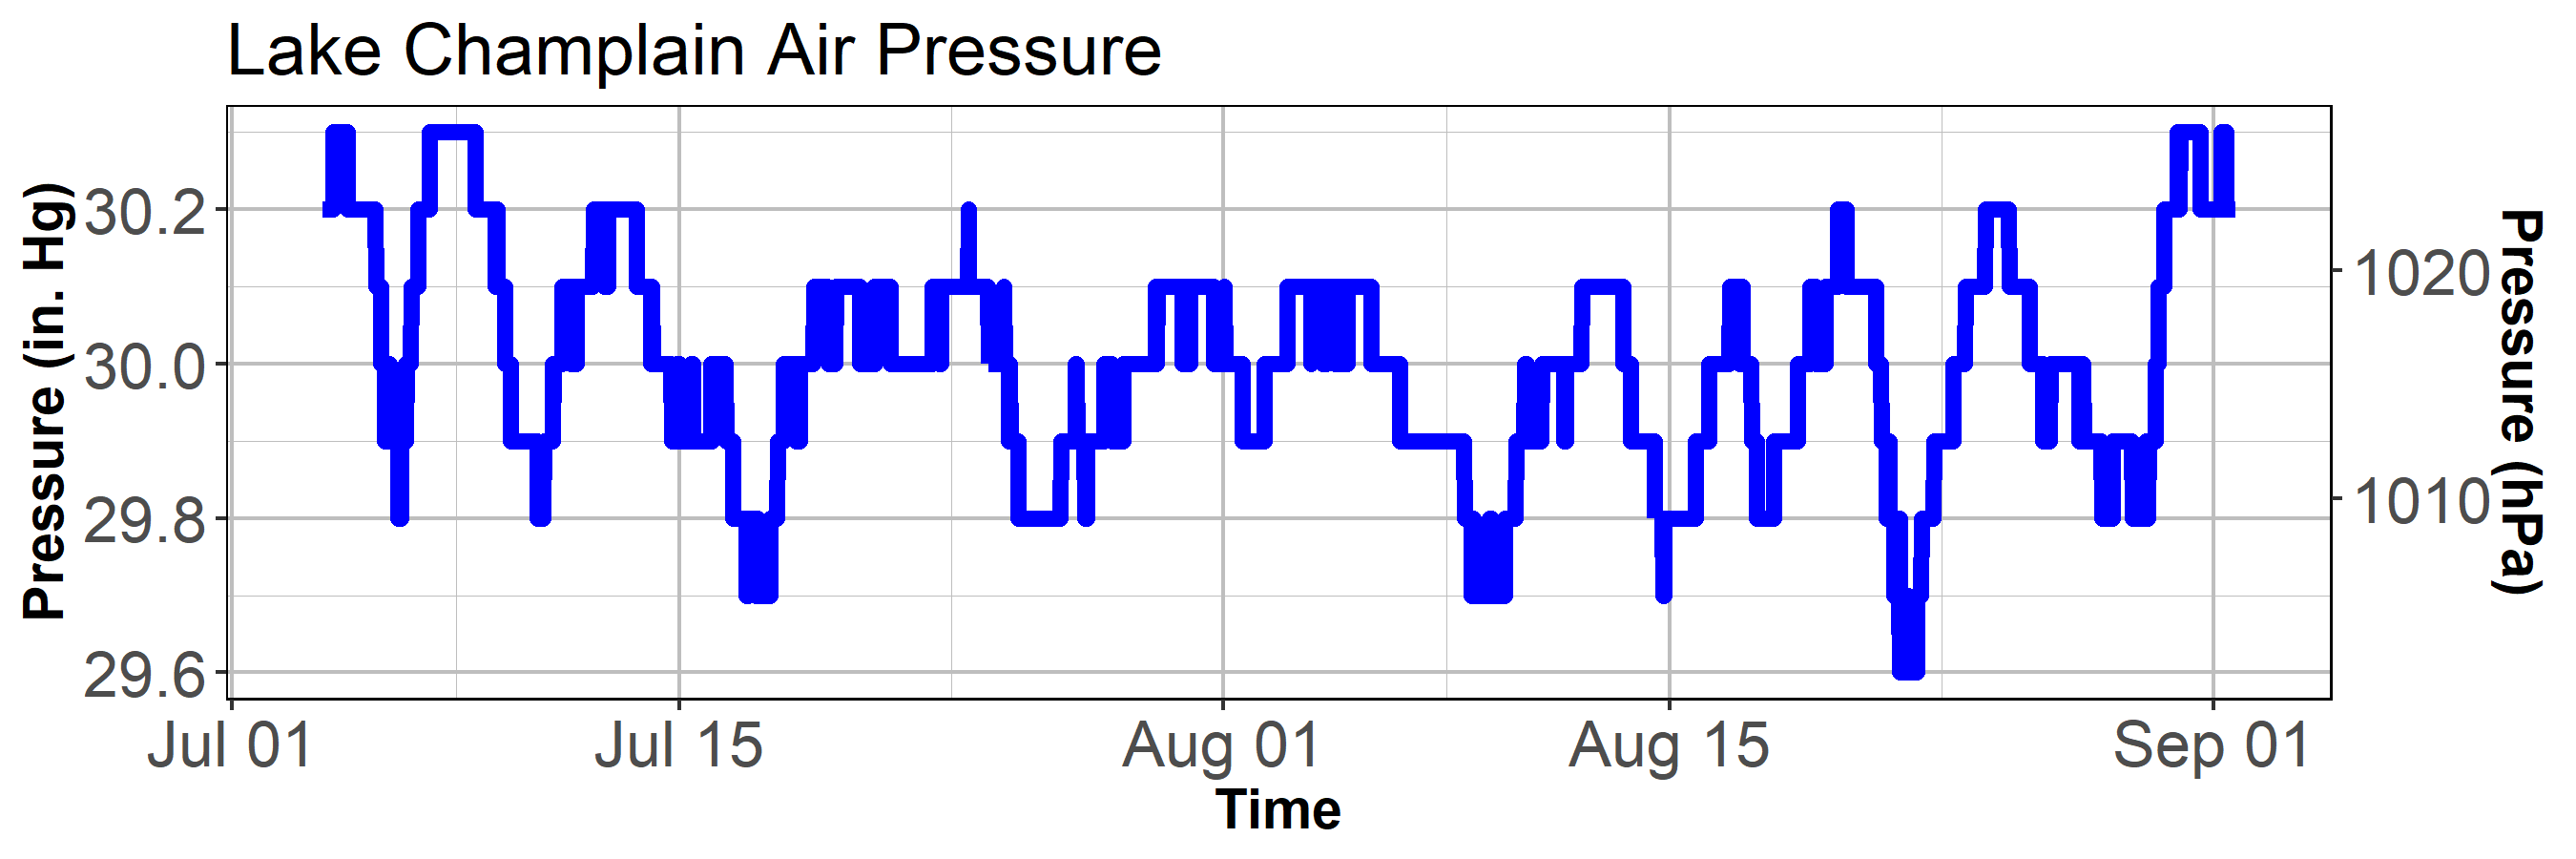 Lake Champlain Air Pressure
Pressure (in. Hg)
30.2
30.0
29.8
29.6
1020
1010
Pressure (hPa)
Jul 01
Jul 15
Aug 01
Aug 15
Sep 01
Time